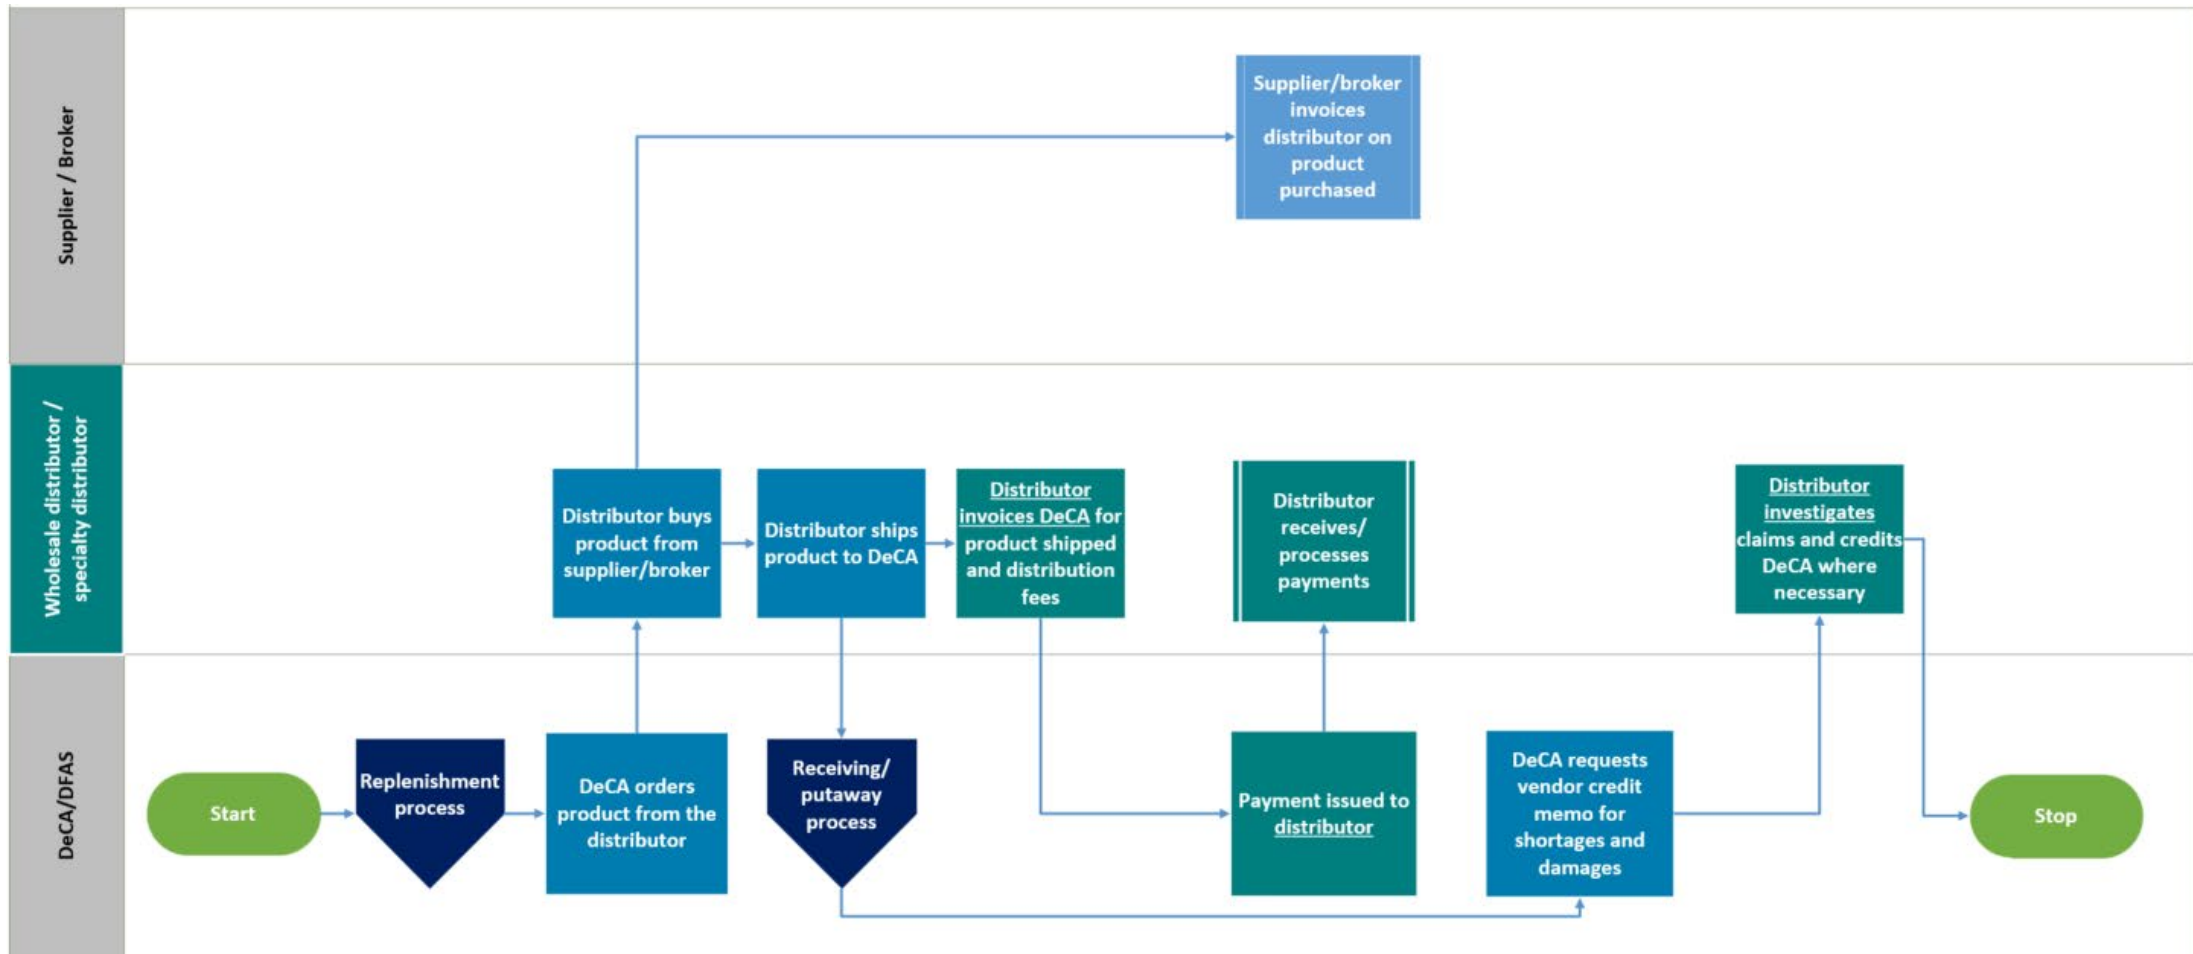 Supplier / Broker
Supplier/broker
invoices
distributor on
product
purchased
Wholesale distributor /
specialty distributor
Distributor buys
product from
supplier/broker
Distributor ships
product to DeCA
Distributor
invoices DeCA for
product shipped
and distribution
fees
Distributor
receives/
processes
payments
Distributor
investigates
claims and credits
DeCA where
necessary
DeCA/DFAS
Start
Replenishment
process
DeCA orders
product from the
distributor
Receiving/
putaway
process
Payment issued to
distributor
DeCA requests
vendor credit
memo for
shortages and
damages
Stop